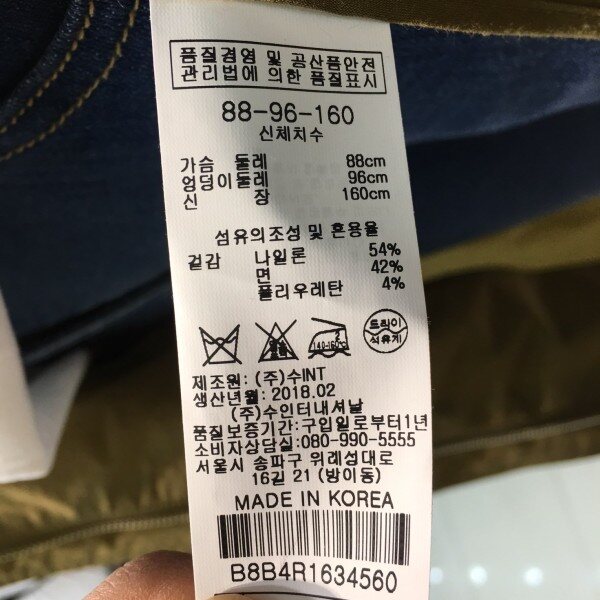 품질경영 및 공산품안전
관리법에 의한 품질표시
88-96-160
신체치수
가슴 둘레 88cm
엉덩이둘레 96cm
신 장 160cm
섬유의조성 및 혼용율
겉감 나일론 54%
면 42%
폴리우레탄 4%
2
140-160℃
드라이
석유계
제조원: (주)수INT
생산년월: 2018.02
(주)수인터내셔날
품질보증기간:구입일로부터1년
소비자상담실:080-990-5555
서울시 송파구 위례성대로
16길 21 (방이동)
MADE IN KOREA
B8B4R1634560